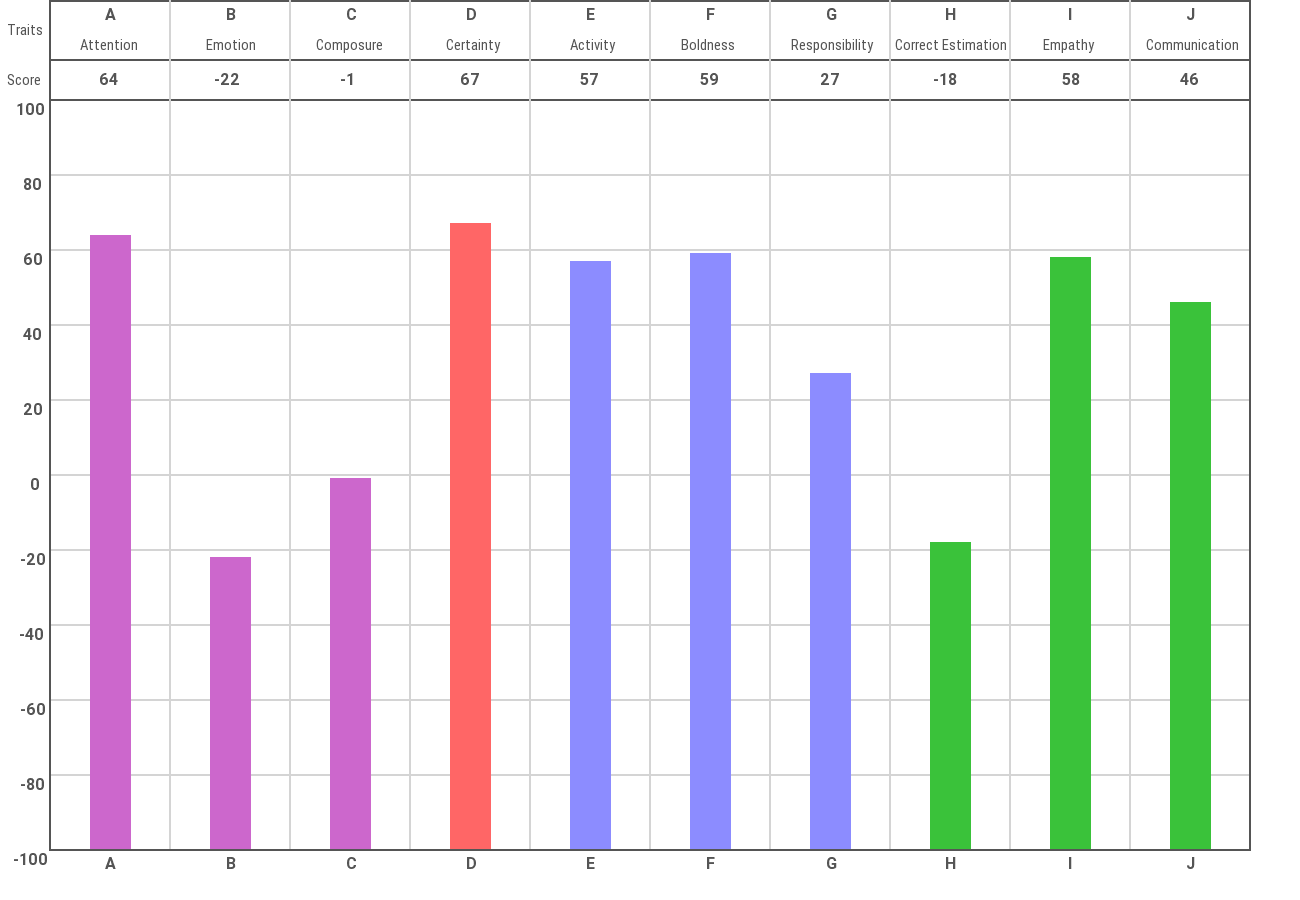 A B C D E F G H I J
Traits
Attention Emotion Composure Certainty Activity Boldness Responsibility Correct Estimation Empathy Communication
Score 64 -22 -1 67 57 59 27 -18 58 46
100
80
60
40
20
0
-20
-40
-60
-80
-100
A B C D E F G H I J